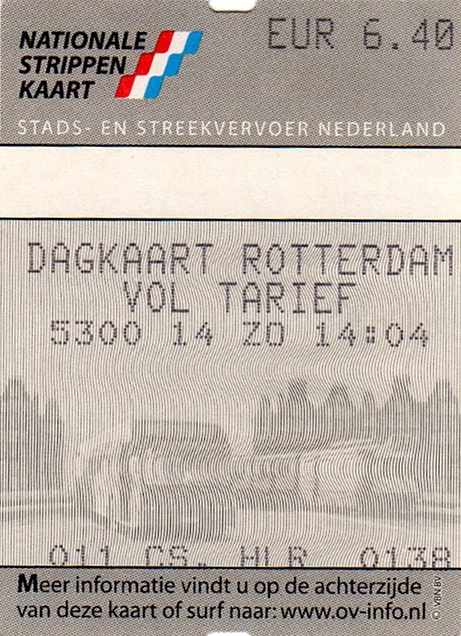 NATIONALE
STRIPPEN
KAART
EUR 6.40
STADS- EN STREEKVERVOER NEDERLAND
DAGKAART ROTTERDAM
VOL TARIEF
5300 14 ZO 14:04
011 CS. HLR 0138
Meer informatie vindt u op de achterzijde
van deze kaart of surf naar: www.ov-info.nl
© VBN BV